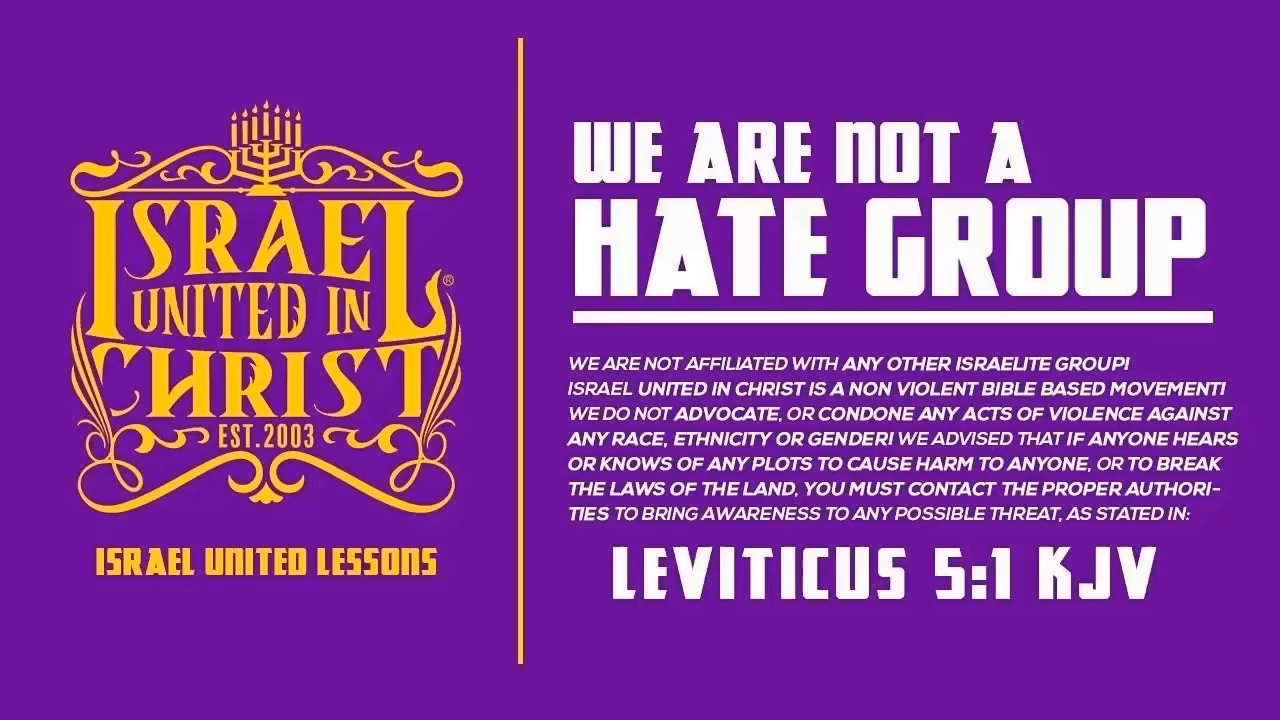 ISRAEL
UNITED IN
CHRIST
®
EST.2003
ISRAEL UNITED LESSONS
WE ARE NOT A
HATE GROUP
WE ARE NOT AFFILIATED WITH ANY OTHER ISRAELITE GROUP!
ISRAEL UNITED IN CHRIST IS A NON VIOLENT BIBLE BASED MOVEMENT!
WE DO NOT ADVOCATE, OR CONDONE ANY ACTS OF VIOLENCE AGAINST
ANY RACE, ETHNICITY OR GENDER! WE ADVISED THAT IF ANYONE HEARS
OR KNOWS OF ANY PLOTS TO CAUSE HARM TO ANYONE, OR TO BREAK
THE LAWS OF THE LAND, YOU MUST CONTACT THE PROPER AUTHORI-
TIES TO BRING AWARENESS TO ANY POSSIBLE THREAT, AS STATED IN:
LEVITICUS 5:1 KJV